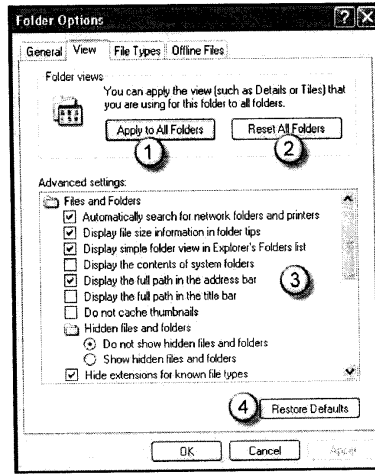 Folder Options
General View File Types Offline Files
Folder views
You can apply the view (such as Details or Tiles) that
you are using for this folder to all folders.
Apply to All Folders Reset All Folders
1 2
Advanced settings:
Files and Folders
Automatically search for network folders and printers
Display file size information in folder tips
Display simple folder view in Explorer's Folders list
Display the contents of system folders
Display the full path in the address bar
3
Display the full path in the title bar
Do not cache thumbnails
Hidden files and folders
Do not show hidden files and folders
Show hidden files and folders
Hide extensions for known file types
4 Restore Defaults
OK Cancel Apply